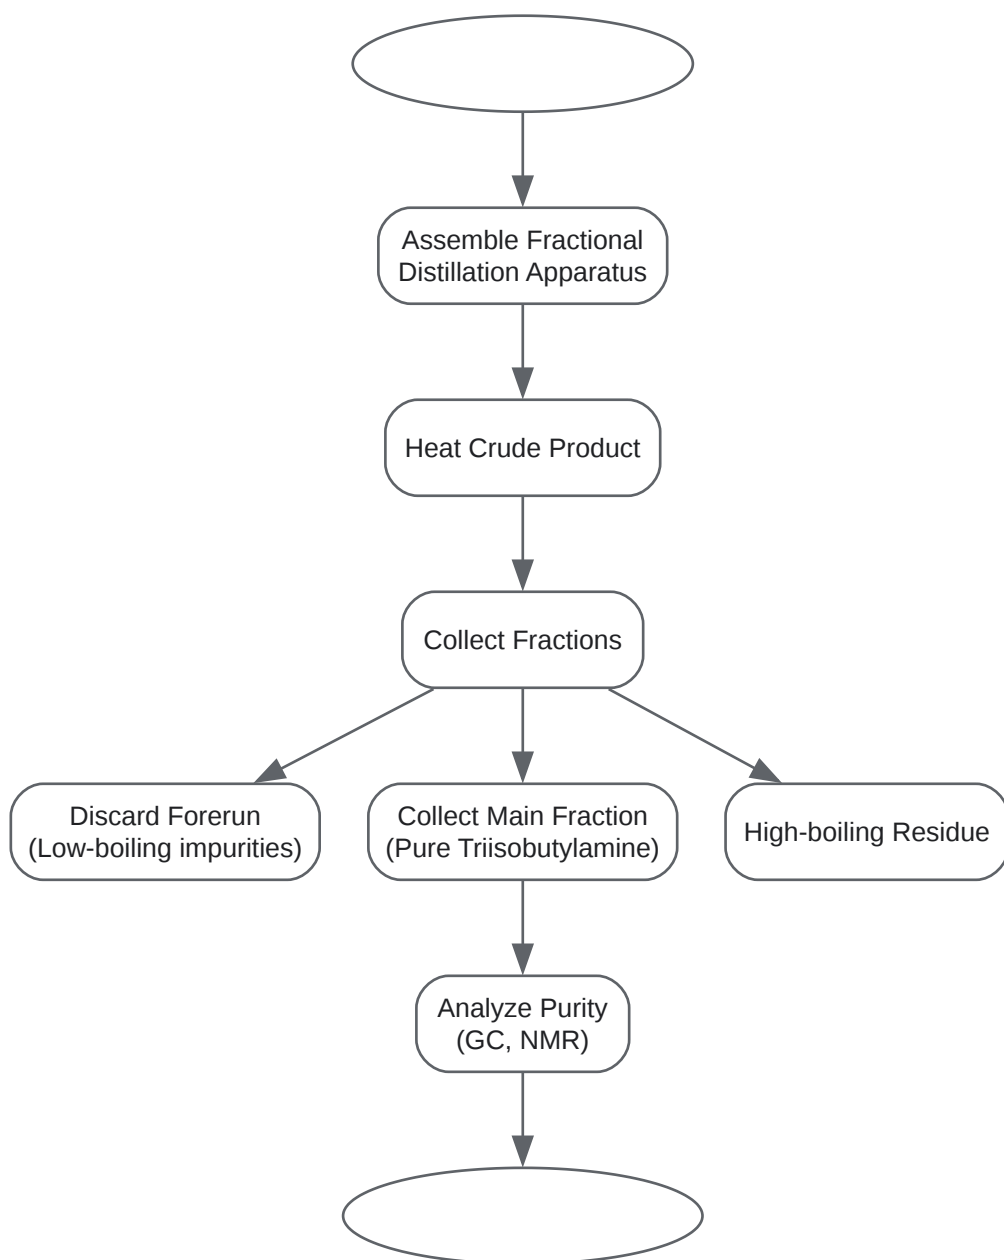 Assemble Fractional
Distillation Apparatus
Heat Crude Product
Collect Fractions
Discard Forerun
(Low-boiling impurities)
Collect Main Fraction
(Pure Triisobutylamine)
High-boiling Residue
Analyze Purity
(GC, NMR)